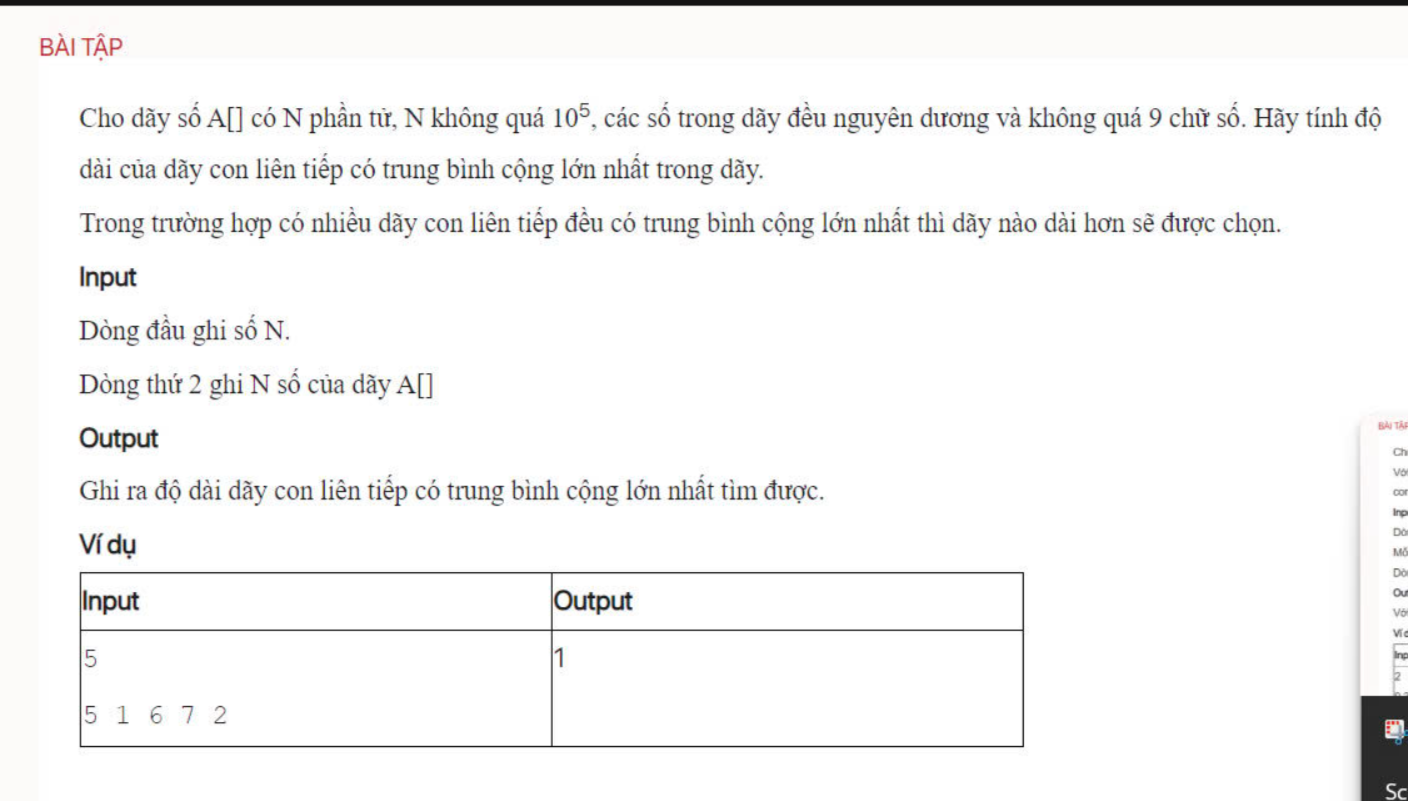 BÀI TẬP
Cho dãy số A[] có N phần tử, N không quá 10⁵, các số trong dãy đều nguyên dương và không quá 9 chữ số. Hãy tính độ
dài của dãy con liên tiếp có trung bình cộng lớn nhất trong dãy.
Trong trường hợp có nhiều dãy con liên tiếp đều có trung bình cộng lớn nhất thì dãy nào dài hơn sẽ được chọn.
Input
Dòng đầu ghi số N.
Dòng thứ 2 ghi N số của dãy A[]
Output
Ghi ra độ dài dãy con liên tiếp có trung bình cộng lớn nhất tìm được.
Ví dụ
Input Output
5 1
5 1 6 7 2
BÀI TẬP
Inp
2
Sc